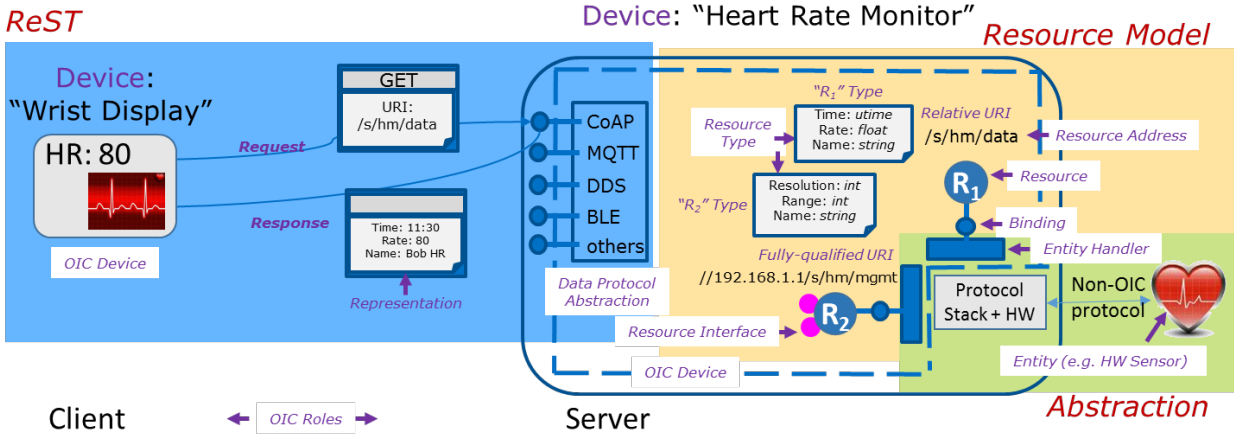 ReST
Device: “Heart Rate Monitor”
Resource Model
Device:
“Wrist Display”
HR: 80
OIC Device
Request
Response
GET
URI:
/s/hm/data
Time: 11:30
Rate: 80
Name: Bob HR
Representation
CoAP
MQTT
DDS
BLE
others
Data Protocol
Abstraction
“R1” Type
Time: utime
Rate: float
Name: string
Resource
Type
“R2” Type
Resolution: int
Range: int
Name: string
Relative URI
/s/hm/data
Resource Address
R1
Resource
Binding
Entity Handler
Fully-qualified URI
//192.168.1.1/s/hm/mgmt
R2
Resource Interface
OIC Device
Protocol
Stack + HW
Non-OIC
protocol
Entity (e.g. HW Sensor)
Abstraction
Client
OIC Roles
Server